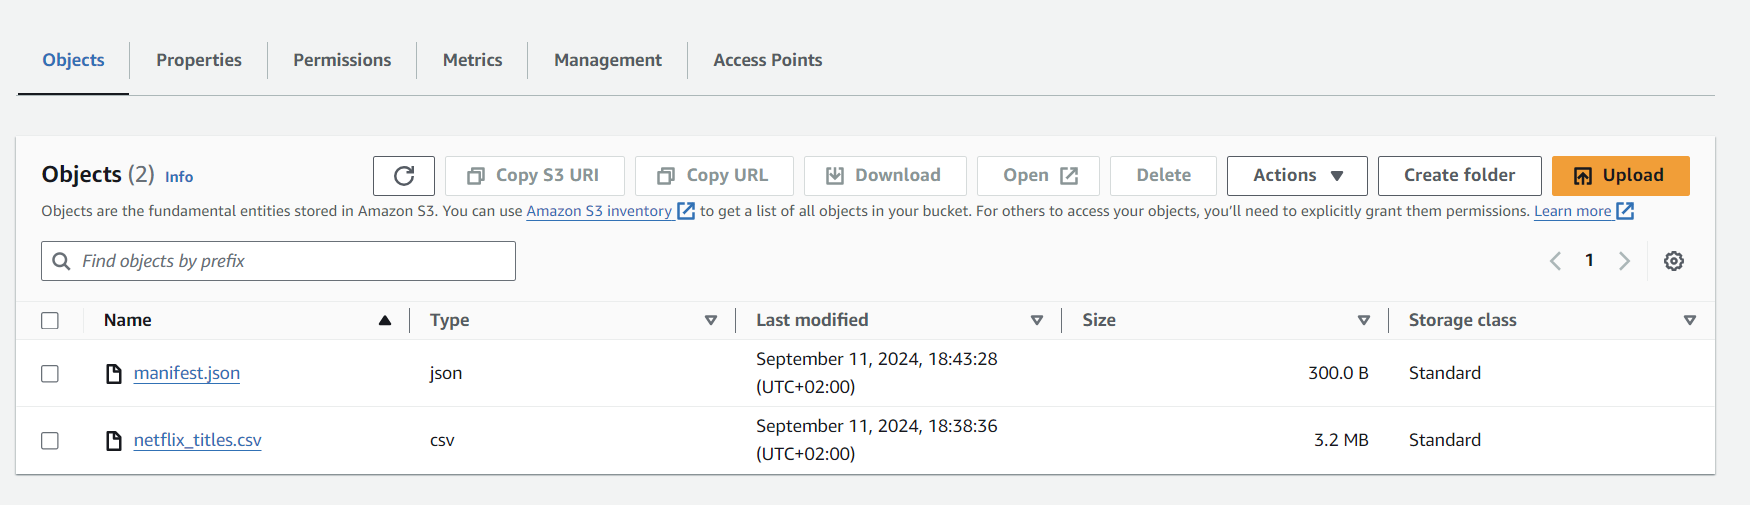 Objects Properties Permissions Metrics Management Access Points
Objects (2) Info Copy S3 URI Copy URL Download Open Delete Actions Create folder Upload
Objects are the fundamental entities stored in Amazon S3. You can use Amazon S3 inventory to get a list of all objects in your bucket. For others to access your objects, you’ll need to explicitly grant them permissions. Learn more
Find objects by prefix 1
Name Type Last modified Size Storage class
manifest.json json September 11, 2024, 18:43:28 300.0 B Standard
(UTC+02:00)
netflix_titles.csv csv September 11, 2024, 18:38:36 3.2 MB Standard
(UTC+02:00)